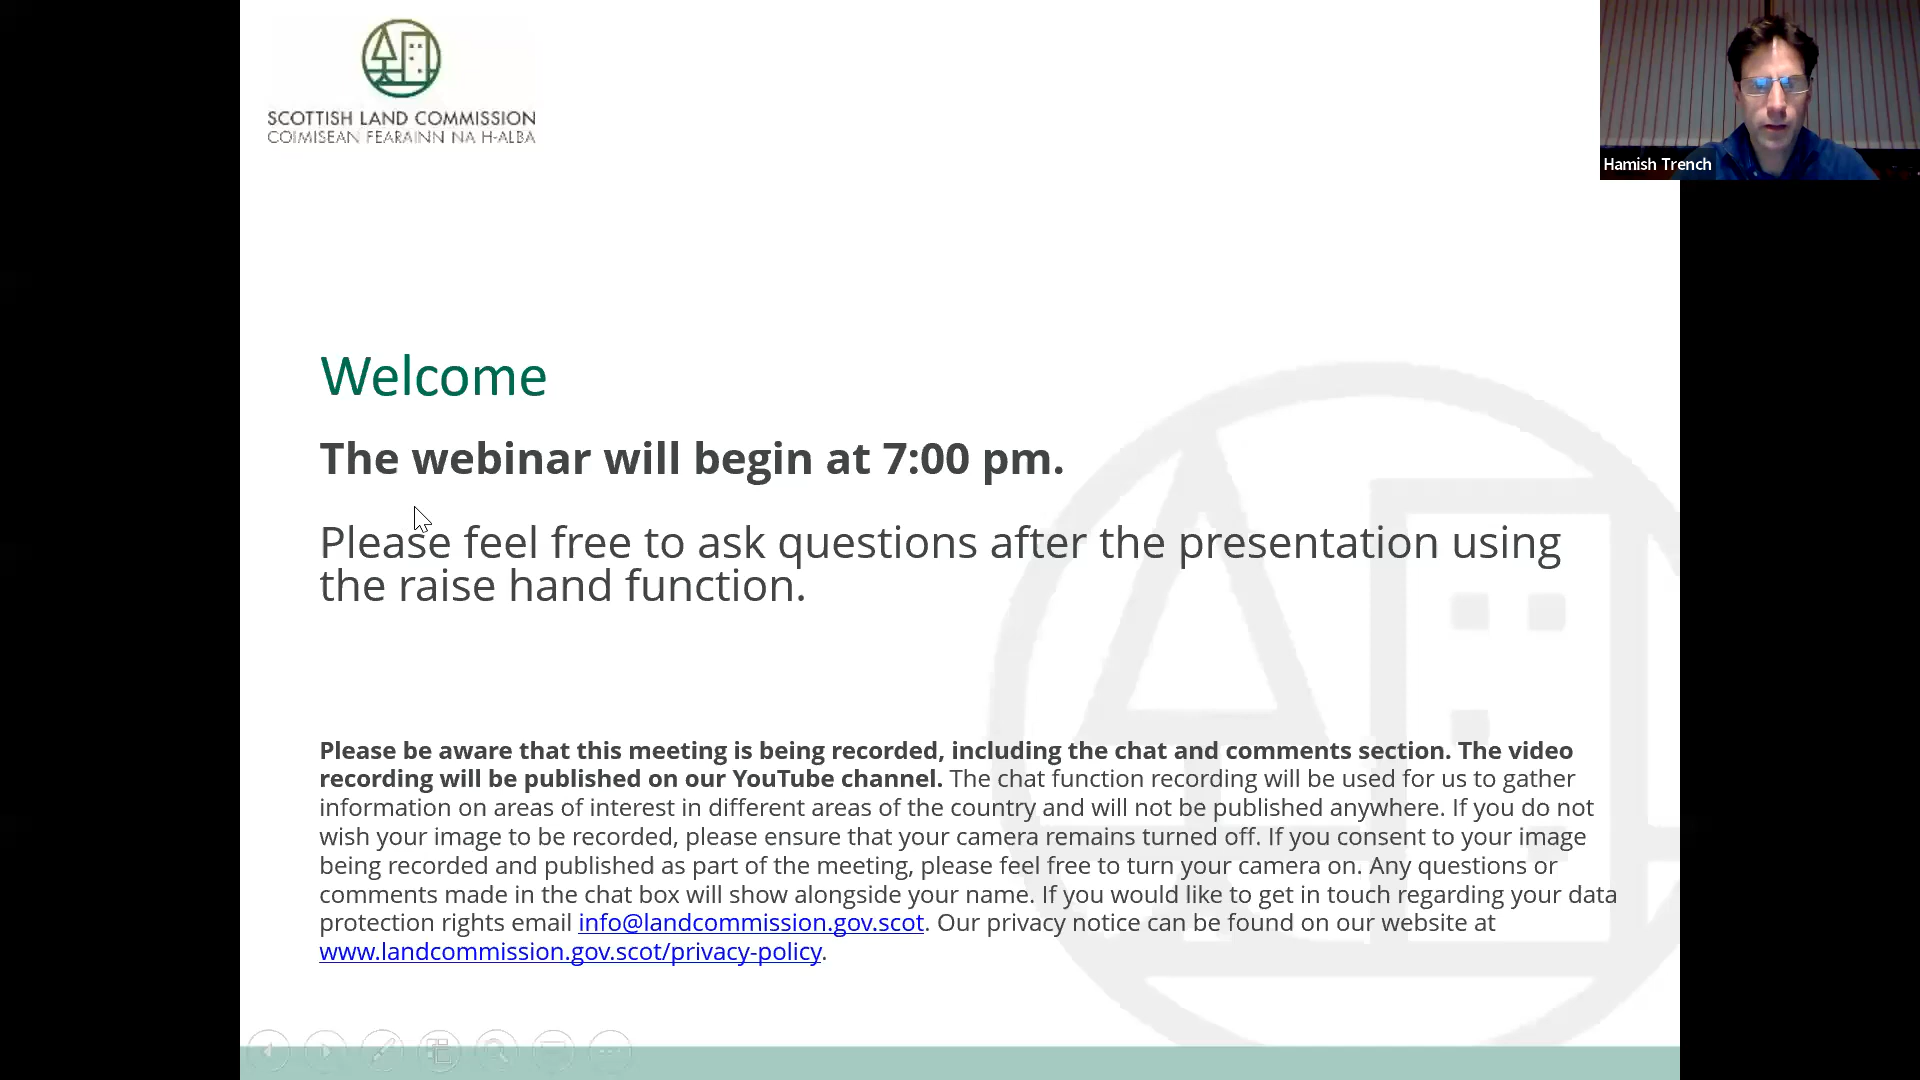 SCOTTISH LAND COMMISSION
COIMISEAN FEARAINN NA H-ALBA
Hamish Trench
Welcome
The webinar will begin at 7:00 pm.
Please feel free to ask questions after the presentation using
the raise hand function.
Please be aware that this meeting is being recorded, including the chat and comments section. The video
recording will be published on our YouTube channel. The chat function recording will be used for us to gather
information on areas of interest in different areas of the country and will not be published anywhere. If you do not
wish your image to be recorded, please ensure that your camera remains turned off. If you consent to your image
being recorded and published as part of the meeting, please feel free to turn your camera on. Any questions or
comments made in the chat box will show alongside your name. If you would like to get in touch regarding your data
protection rights email info@landcommission.gov.scot. Our privacy notice can be found on our website at
www.landcommission.gov.scot/privacy-policy.